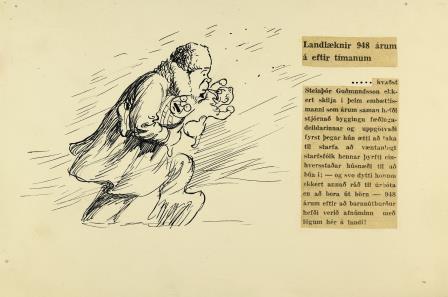 Landlæknir 948 árum
á eftir tímanum
..... kvaðst
Steinþór Guðmundsson ekk-
ert skilja í þeim embættis-
manni sem árum saman hefði
stjórnað byggingu fæðinga-
deildarinnar og uppgötvaði
fyrst þegar hún ætti að taka
til starfa að væntanlegt
starfsfólk hennar þyrfti ein-
hversstaðar húsnæði til að
búa í; — og svo dytti honum
ekkert annað ráð til úrbóta
en að bera út börn — 948
árum eftir að barnaútburður
hefði verið afnuminn með
lögum hér á landi!